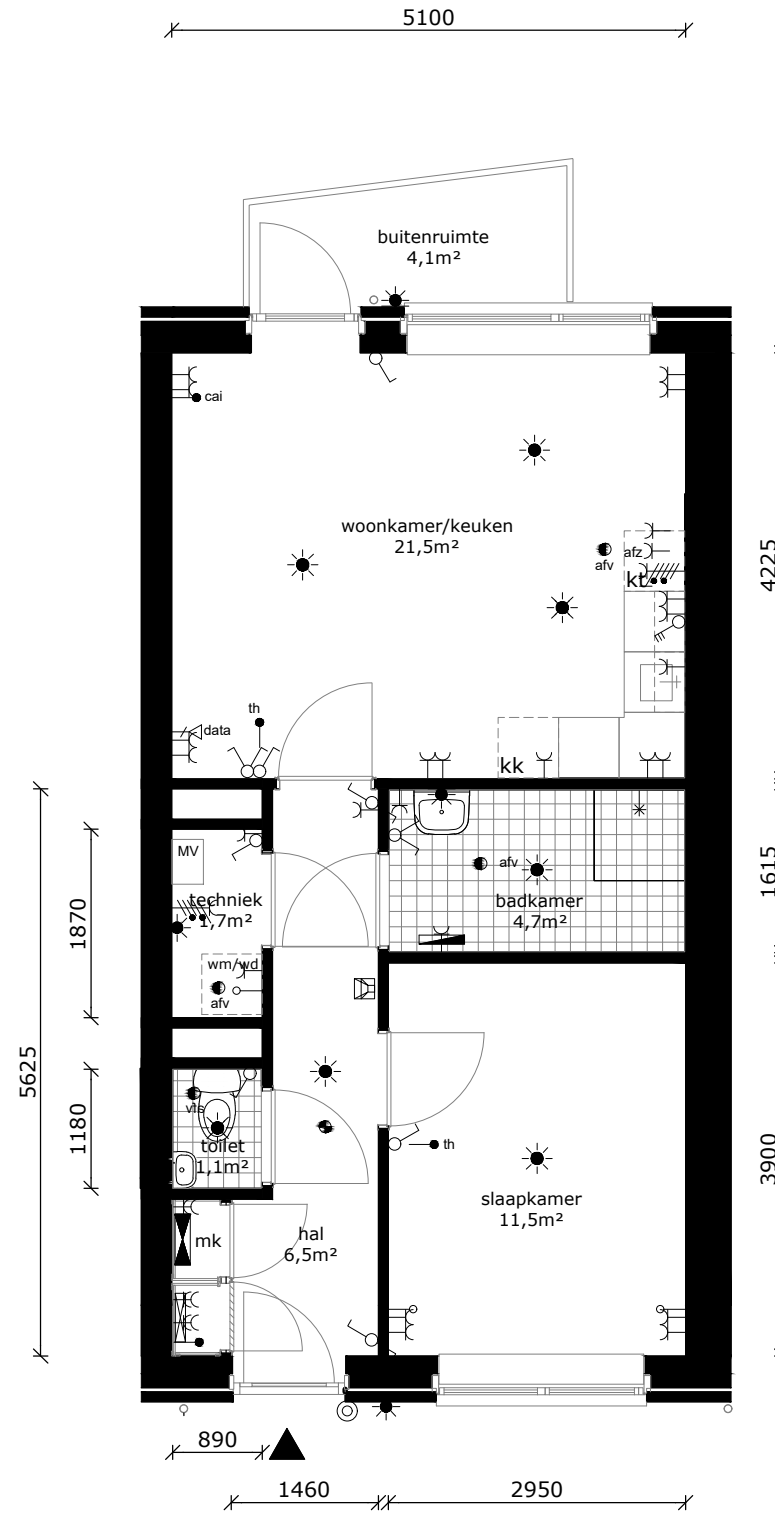 5100
buitenruimte
4,1m²
cai
woonkamer/keuken
21,5m²
afv
afz
kt
4225
th
data
kk
MV
techniek
1,7m²
afv
badkamer
4,7m²
1615
1870
wm/wd
afv
5625
vts
toilet
1,1m²
1180
th
slaapkamer
11,5m²
3900
mk
hal
6,5m²
890
1460
2950